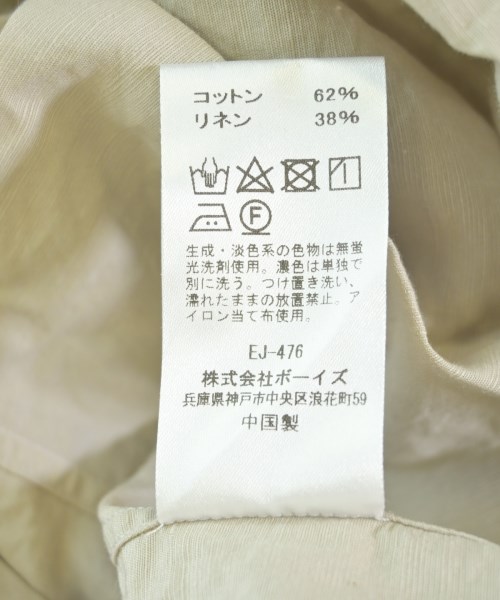 コットン 62%
リネン 38%
F
生成・淡色系の色物は無蛍
光洗剤使用。濃色は単独で
別に洗う。つけ置き洗い、
濡れたままの放置禁止。ア
イロン当て布使用。
EJ-476
株式会社ボーイズ
兵庫県神戸市中央区浪花町59
中国製